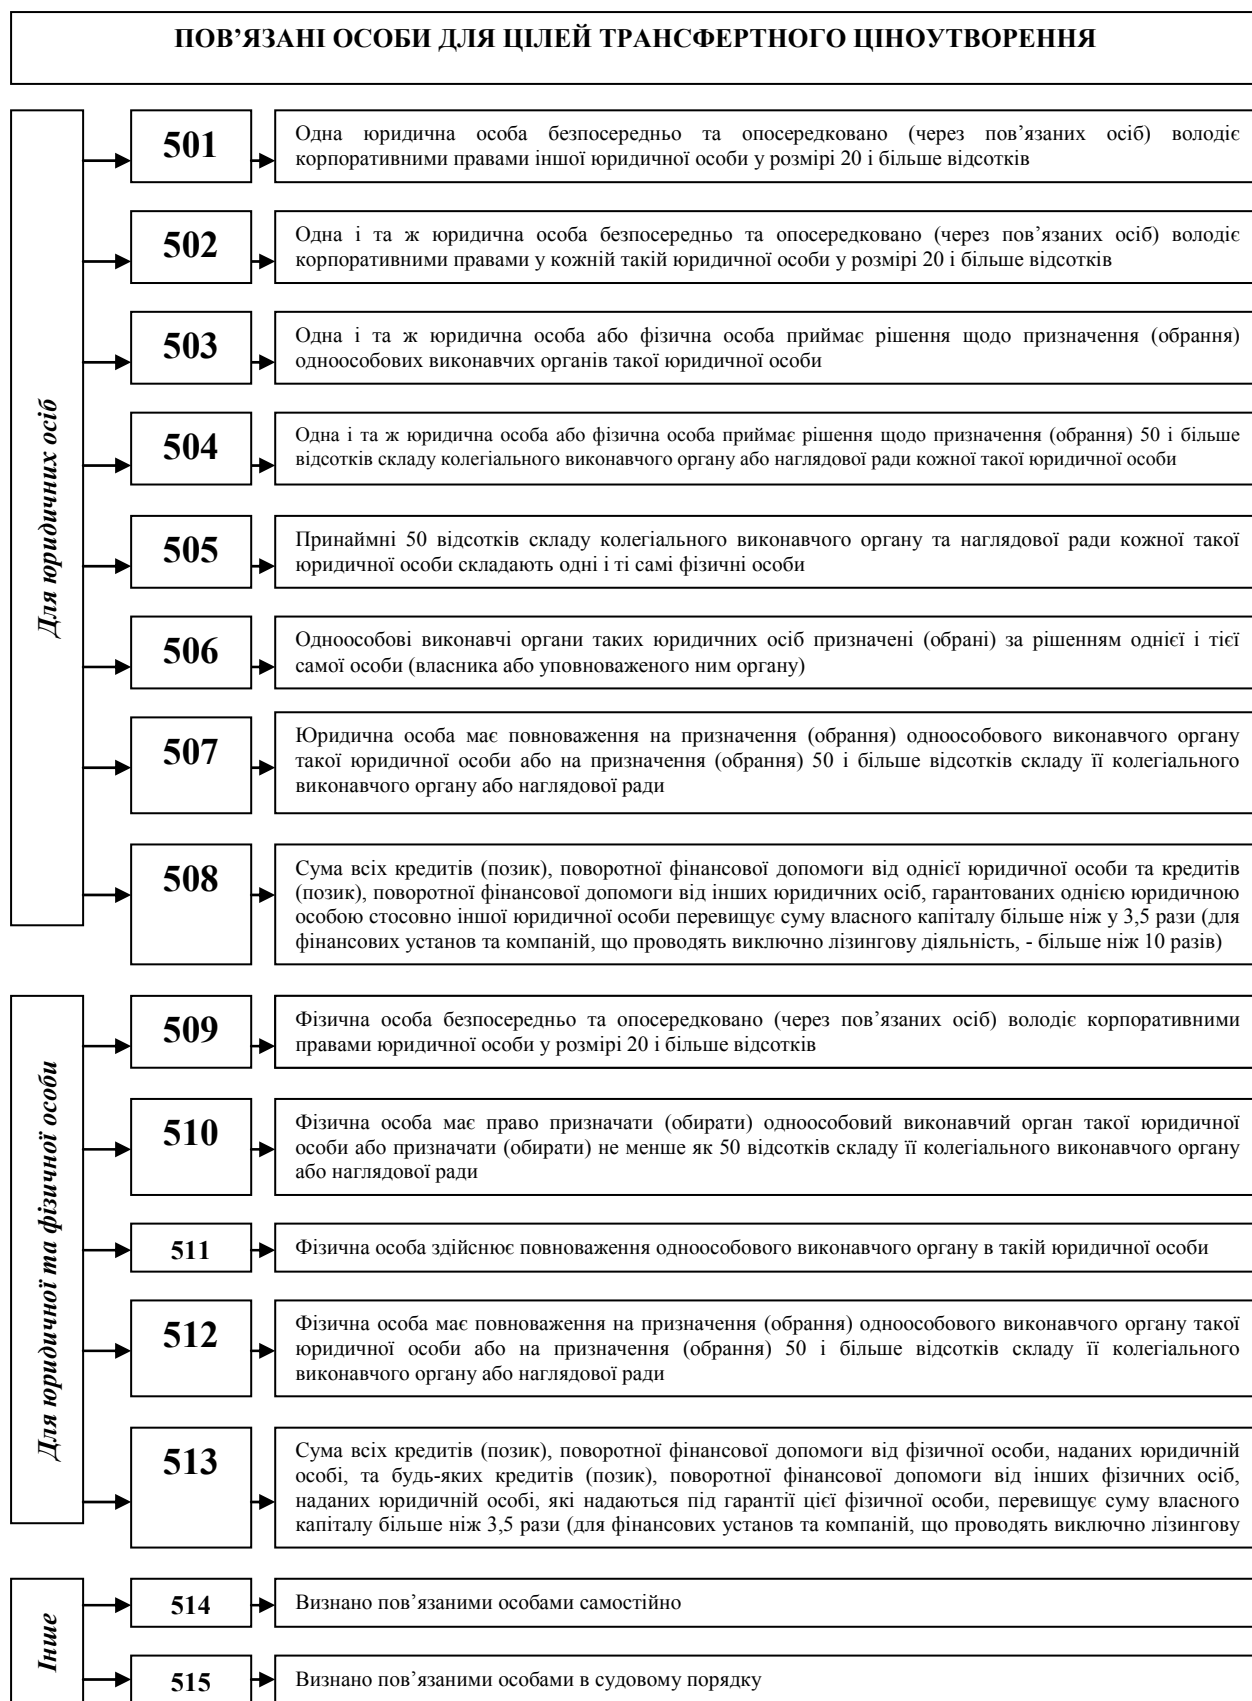 ПОВ’ЯЗАНІ ОСОБИ ДЛЯ ЦІЛЕЙ ТРАНСФЕРТНОГО ЦІНОУТВОРЕННЯ
Для юридичних осіб
501
Одна юридична особа безпосередньо та опосередковано (через пов’язаних осіб) володіє
корпоративними правами іншої юридичної особи у розмірі 20 і більше відсотків
502
Одна і та ж юридична особа безпосередньо та опосередковано (через пов’язаних осіб) володіє
корпоративними правами у кожній такій юридичної особи у розмірі 20 і більше відсотків
503
Одна і та ж юридична особа або фізична особа приймає рішення щодо призначення (обрання)
одноособових виконавчих органів такої юридичної особи
504
Одна і та ж юридична особа або фізична особа приймає рішення щодо призначення (обрання) 50 і більше
відсотків складу колегіального виконавчого органу або наглядової ради кожної такої юридичної особи
505
Принаймні 50 відсотків складу колегіального виконавчого органу та наглядової ради кожної такої
юридичної особи складають одні і ті самі фізичні особи
506
Одноособові виконавчі органи таких юридичних осіб призначені (обрані) за рішенням однієї і тієї
самої особи (власника або уповноваженого ним органу)
507
Юридична особа має повноваження на призначення (обрання) одноособового виконавчого органу
такої юридичної особи або на призначення (обрання) 50 і більше відсотків складу її колегіального
виконавчого органу або наглядової ради
508
Сума всіх кредитів (позик), поворотної фінансової допомоги від однієї юридичної особи та кредитів
(позик), поворотної фінансової допомоги від інших юридичних осіб, гарантованих однією юридичною
особою стосовно іншої юридичної особи перевищує суму власного капіталу більше ніж у 3,5 рази (для
фінансових установ та компаній, що проводять виключно лізингову діяльність, - більше ніж 10 разів)
Для юридичної та фізичної особи
509
Фізична особа безпосередньо та опосередковано (через пов’язаних осіб) володіє корпоративними
правами юридичної особи у розмірі 20 і більше відсотків
510
Фізична особа має право призначати (обирати) одноособовий виконавчий орган такої юридичної
особи або призначати (обирати) не менше як 50 відсотків складу її колегіального виконавчого органу
або наглядової ради
511
Фізична особа здійснює повноваження одноособового виконавчого органу в такій юридичної особи
512
Фізична особа має повноваження на призначення (обрання) одноособового виконавчого органу такої
юридичної особи або на призначення (обрання) 50 і більше відсотків складу її колегіального
виконавчого органу або наглядової ради
513
Сума всіх кредитів (позик), поворотної фінансової допомоги від фізичної особи, наданих юридичній
особі, та будь-яких кредитів (позик), поворотної фінансової допомоги від інших фізичних осіб,
наданих юридичній особі, які надаються під гарантії цієї фізичної особи, перевищує суму власного
капіталу більше ніж 3,5 рази (для фінансових установ та компаній, що проводять виключно лізингову
Інше
514
Визнано пов’язаними особами самостійно
515
Визнано пов’язаними особами в судовому порядку